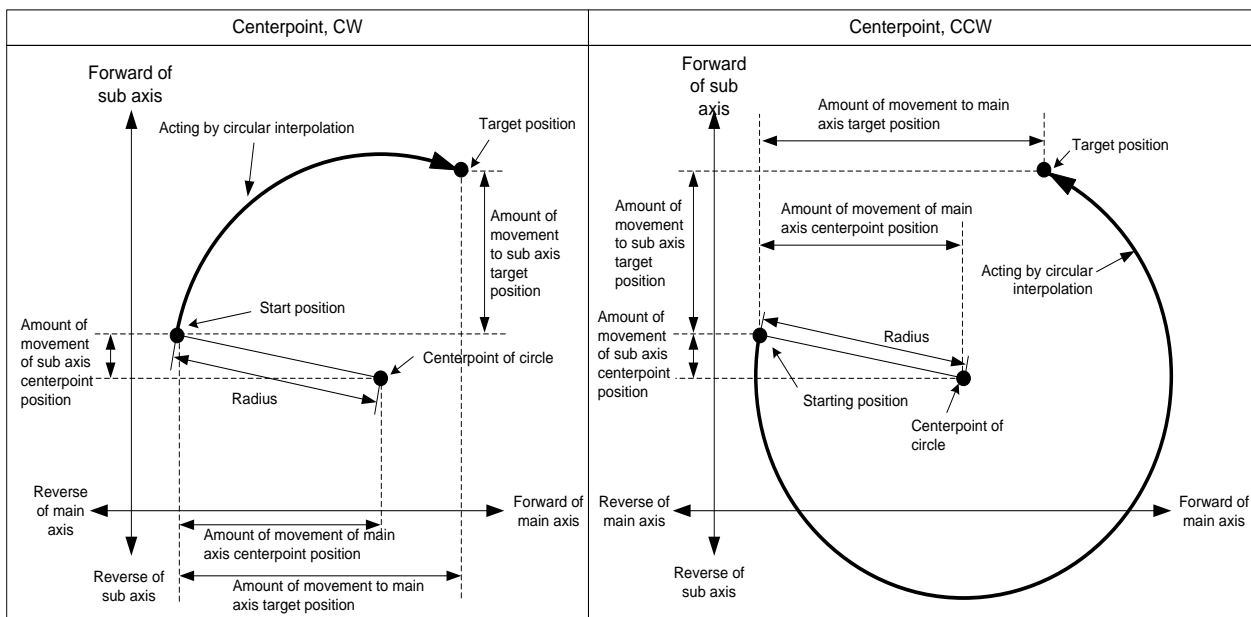 Centerpoint, CW
Forward of
sub axis
Acting by circular interpolation
Target position
Amount of
movement
to sub axis
target
position
Start position
Amount of
movement
of sub axis
centerpoint
position
Centerpoint of circle
Radius
Reverse
of main
axis
Forward of
main axis
Amount of movement of main
axis centerpoint position
Reverse of
sub axis
Amount of movement to main
axis target position
Centerpoint, CCW
Forward
of sub
axis
Amount of movement to main
axis target position
Target position
Amount of
movement
to sub axis
target
position
Amount of movement of main
axis centerpoint position
Acting by circular
interpolation
Amount of
movement
of sub axis
centerpoint
position
Radius
Starting position
Centerpoint of
circle
Reverse
of main axis
Forward of
main axis
Reverse of
sub axis